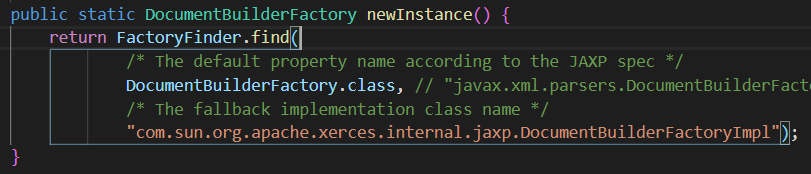 public static DocumentBuilderFactory newInstance() {
return FactoryFinder.find(
/* The default property name according to the JAXP spec */
DocumentBuilderFactory.class, // "javax.xml.parsers.DocumentBuilderFact
/* The fallback implementation class name */
"com.sun.org.apache.xerces.internal.jaxp.DocumentBuilderFactoryImpl");
}